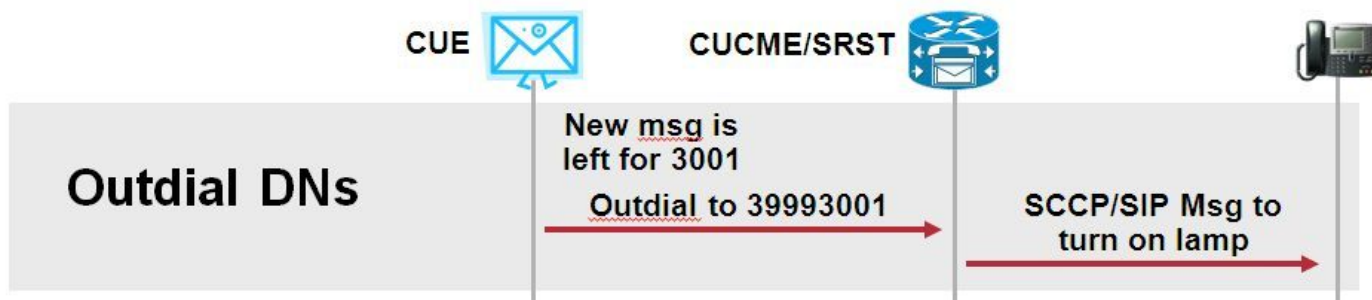 CUE
CUCME/SRST
Outdial DNs
New msg is
left for 3001
Outdial to 39993001
SCCP/SIP Msg to
turn on lamp